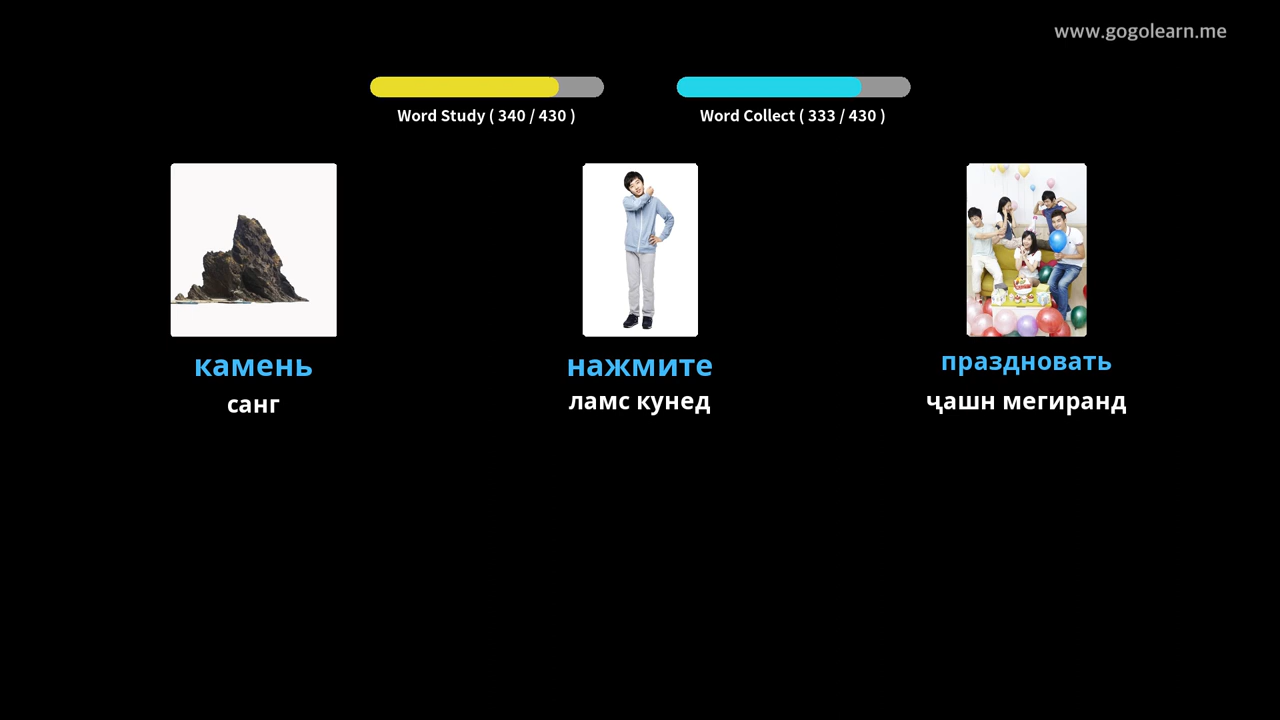 www.gogolearn.me
Word Study ( 340 / 430 )
Word Collect ( 333 / 430 )
камень
нажмите
праздновать
санг
ламс кунед
ҷашн мегиранд